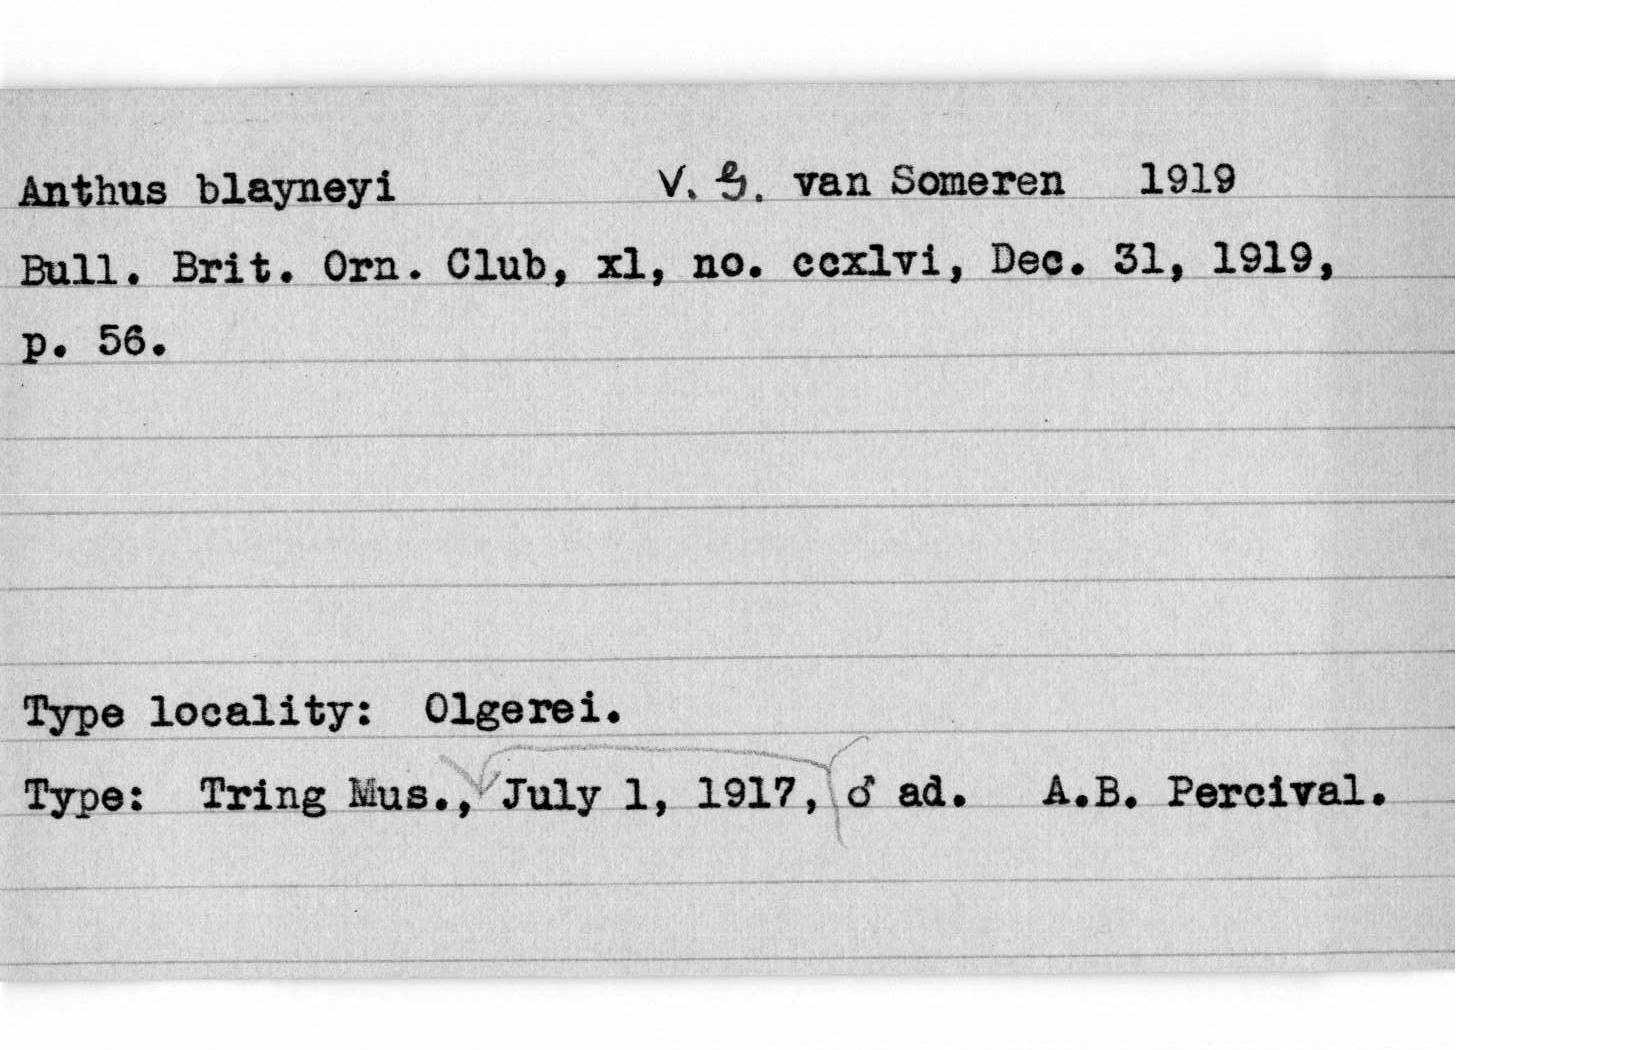 Anthus blayneyi V. G. van Someren 1919
Bull. Brit. Orn. Club, xl, no. ccxlvi, Dec. 31, 1919,
p. 56.
Type locality: Olgerei.
Type: Tring Mus., July 1, 1917, ♂ ad. A.B. Percival.